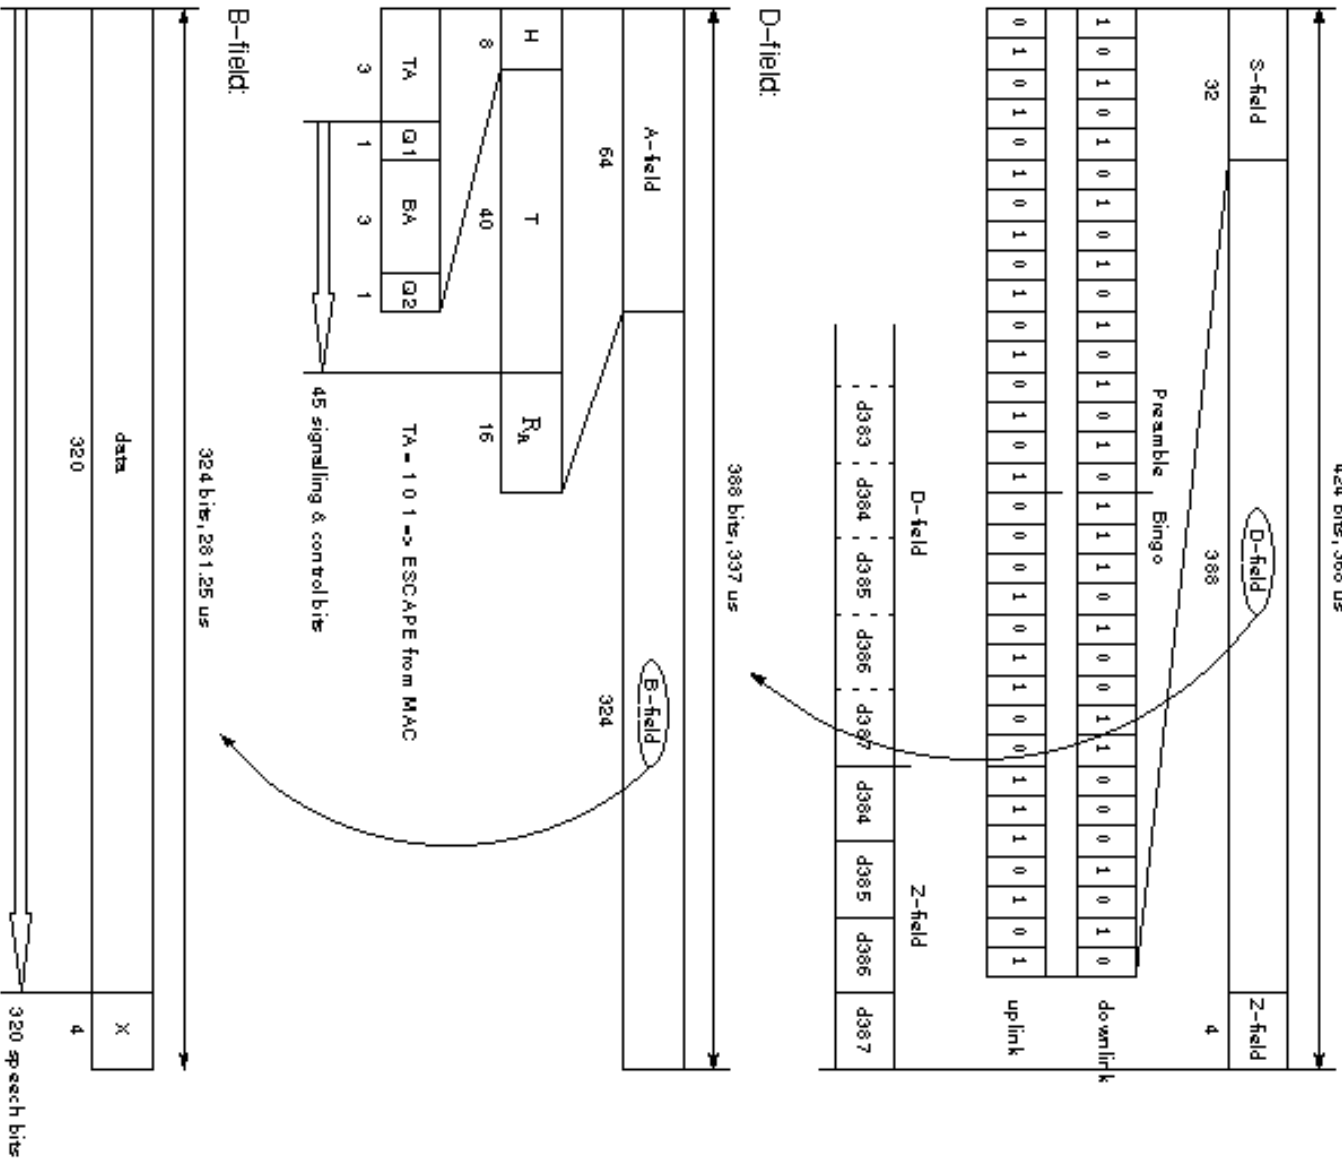 424 bits, 368 us
S-field D-field Z-field
32 388 4
Preamble Bingo
1 0 1 0 1 0 1 0 1 0 1 0 1 0 1 0 1 1 1 0 1 0 0 1 1 0 0 0 1 0 1 0 downlink
0 1 0 1 0 1 0 1 0 1 0 1 0 1 0 1 0 0 0 1 0 1 1 0 0 1 1 1 0 1 0 1 uplink
D-field Z-field
d383 d384 d385 d386 d387 d384 d385 d386 d387
D-field:
388 bits, 337 us
A-field B-field
64 324
H T RA
8 40 16
TA Q1 BA Q2 TA = 1 0 1 => ESCAPE from MAC
3 1 3 1
45 signalling & control bits
B-field:
324 bits, 281.25 us
data X
320 4
320 speech bits